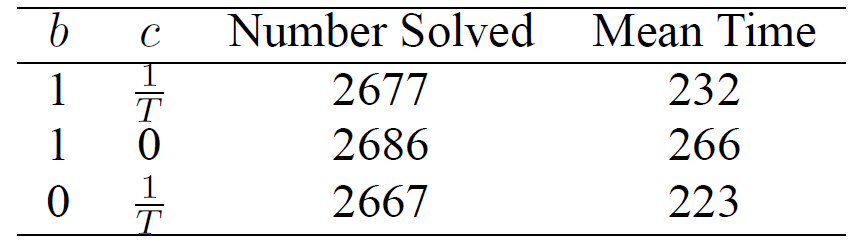 b c Number Solved Mean Time
1 1/T 2677 232
1 0 2686 266
0 1/T 2667 223